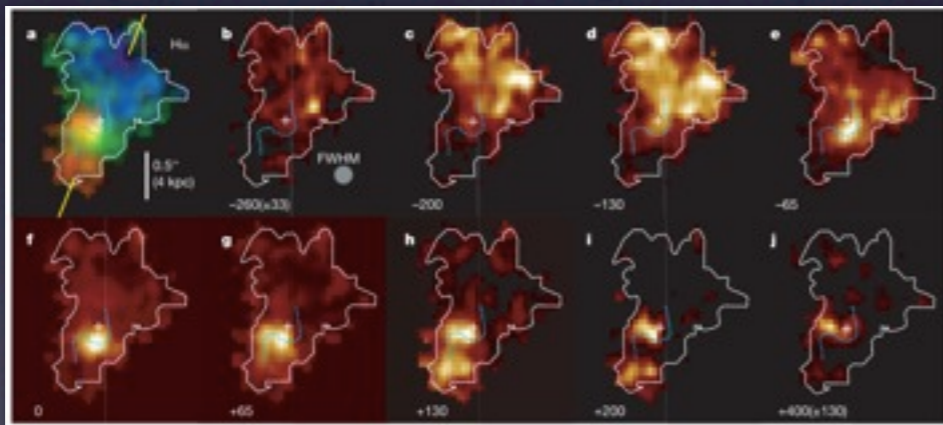 a
Hα
0.5"
(4 kpc)
b
FWHM
−260(±33)
c
−200
d
−130
e
−65
f
0
g
+65
h
+130
i
+200
j
+400(±130)